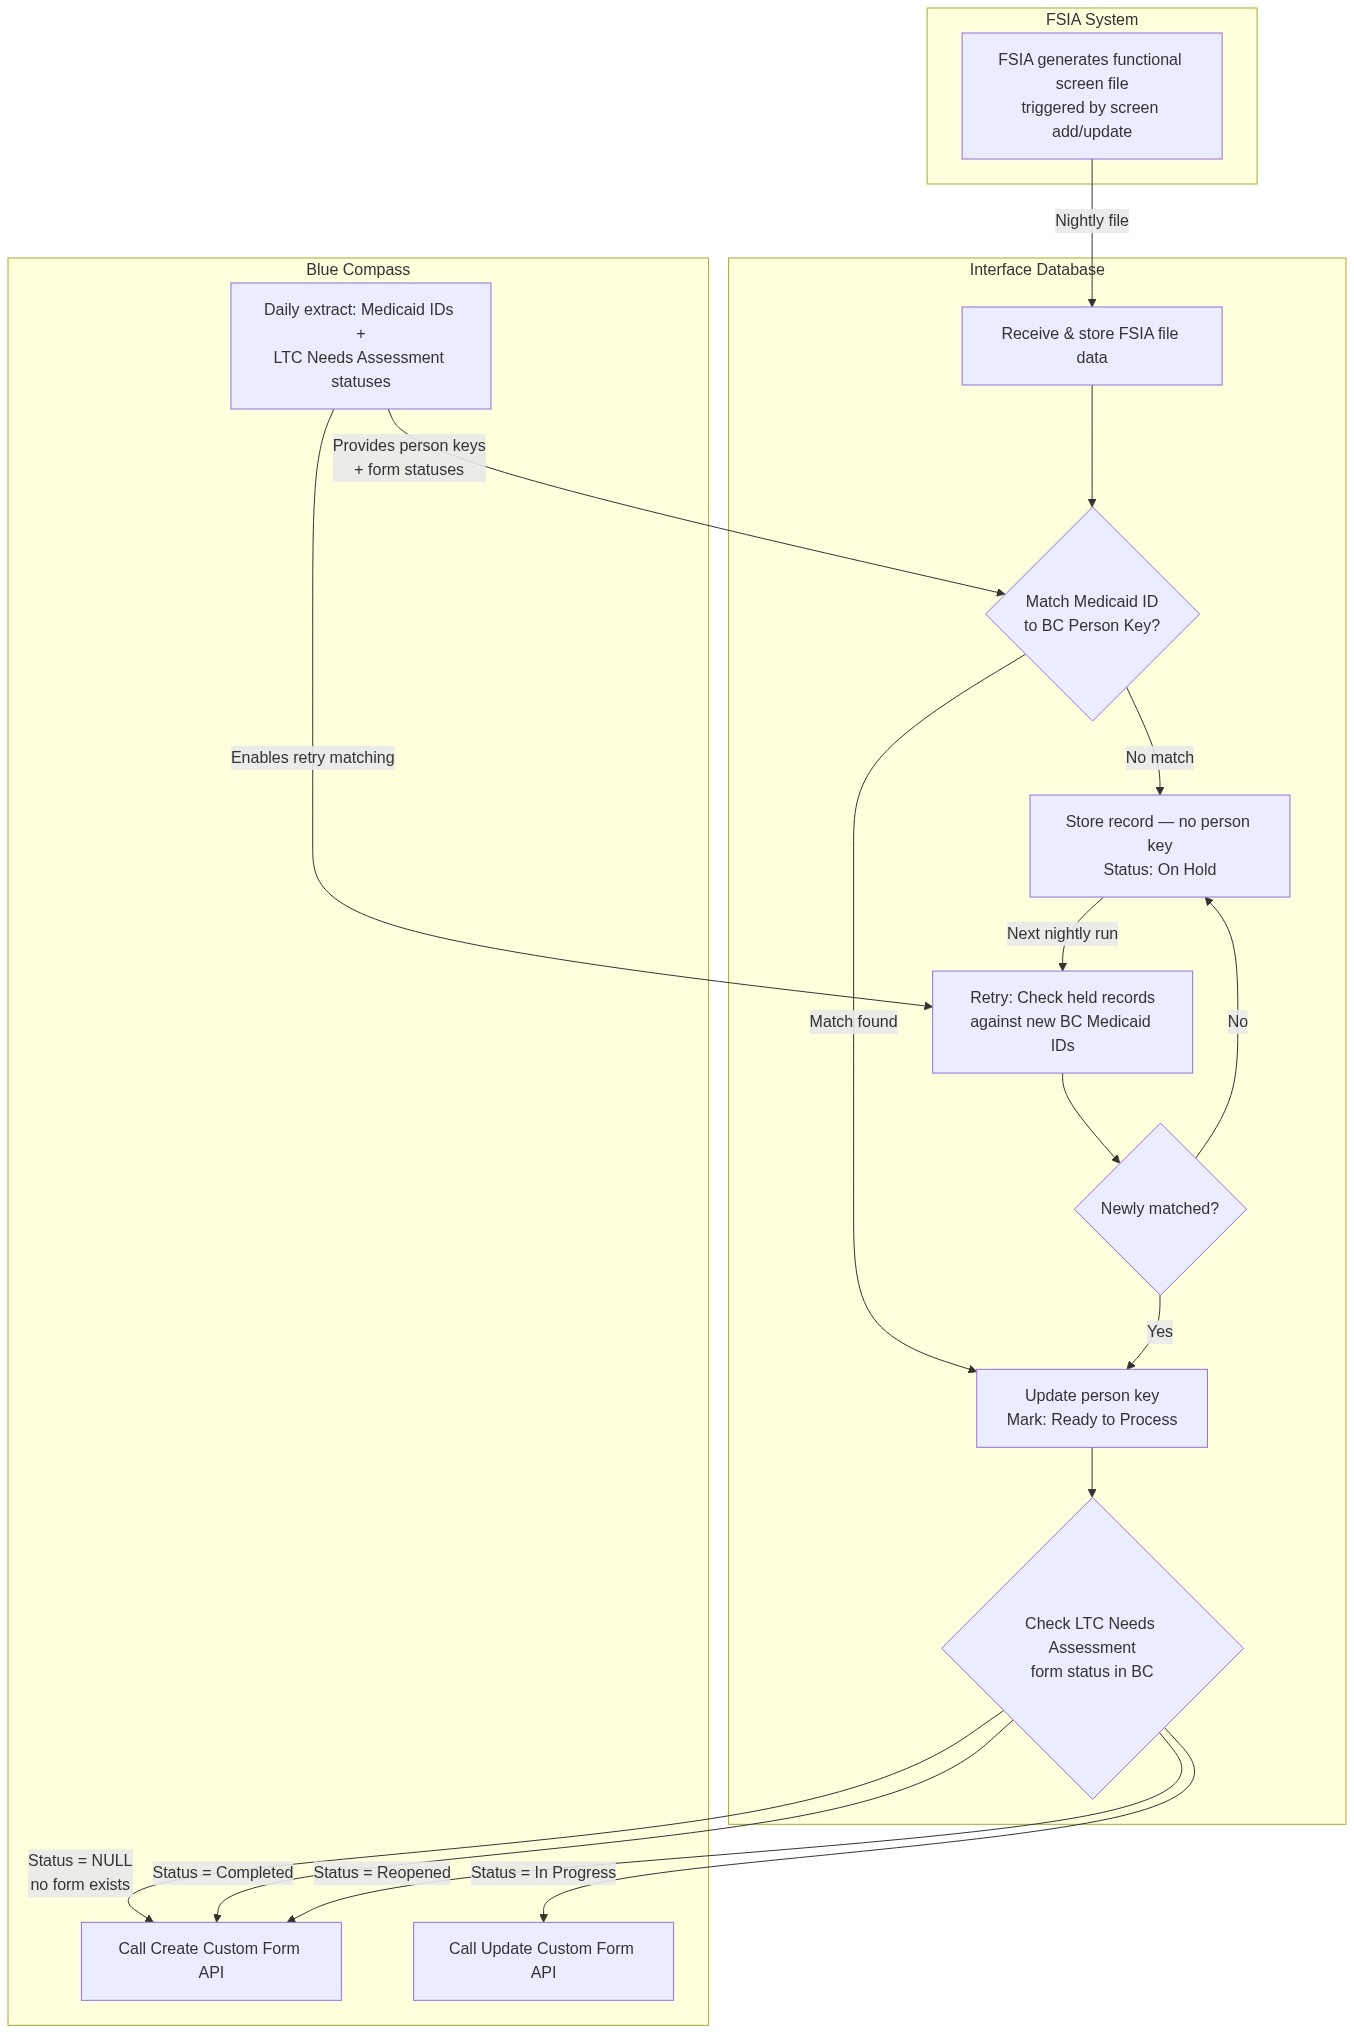 FSIA System
FSIA generates functional
screen file
triggered by screen
add/update
Nightly file
Blue Compass
Interface Database
Daily extract: Medicaid IDs
+
LTC Needs Assessment
statuses
Receive & store FSIA file
data
Provides person keys
+ form statuses
Match Medicaid ID
to BC Person Key?
Enables retry matching
No match
Store record — no person
key
Status: On Hold
Next nightly run
Retry: Check held records
against new BC Medicaid
IDs
Match found
No
Newly matched?
Yes
Update person key
Mark: Ready to Process
Check LTC Needs
Assessment
form status in BC
Status = NULL
no form exists
Status = Completed
Status = Reopened
Status = In Progress
Call Create Custom Form
API
Call Update Custom Form
API